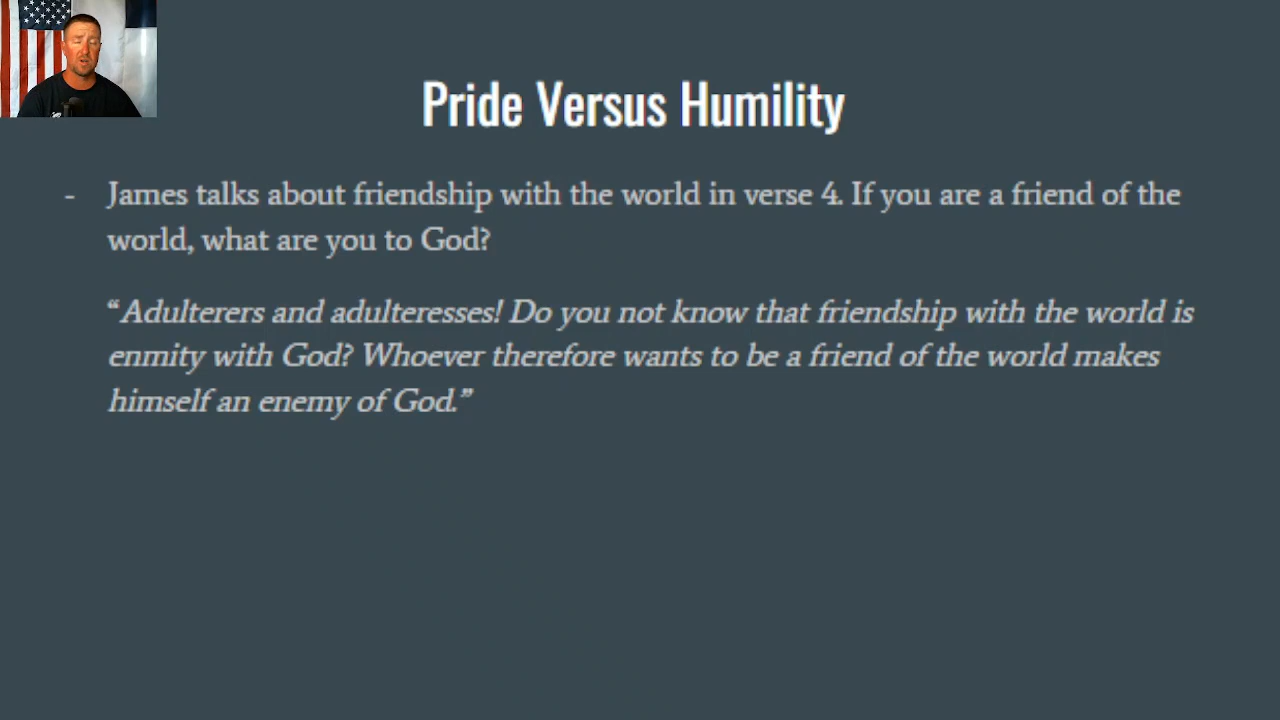 Pride Versus Humility
- James talks about friendship with the world in verse 4. If you are a friend of the
world, what are you to God?
“Adulterers and adulteresses! Do you not know that friendship with the world is
enmity with God? Whoever therefore wants to be a friend of the world makes
himself an enemy of God.”